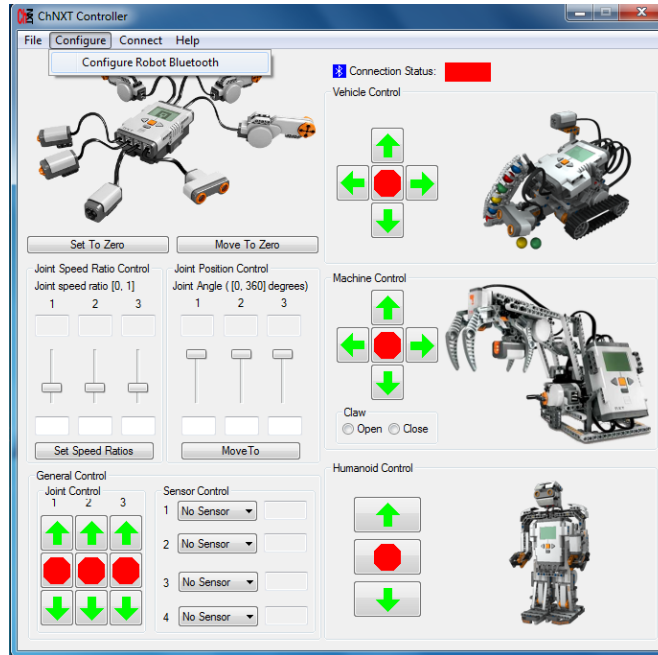 ChNXT Controller
File Configure Connect Help
Configure Robot Bluetooth
Connection Status:
Vehicle Control
Set To Zero Move To Zero
Joint Speed Ratio Control
Joint speed ratio [0, 1]
1 2 3
Set Speed Ratios
Joint Position Control
Joint Angle ( [0, 360] degrees)
1 2 3
MoveTo
Machine Control
Claw
Open Close
General Control
Joint Control
1 2 3
Sensor Control
1 No Sensor
2 No Sensor
3 No Sensor
4 No Sensor
Humanoid Control